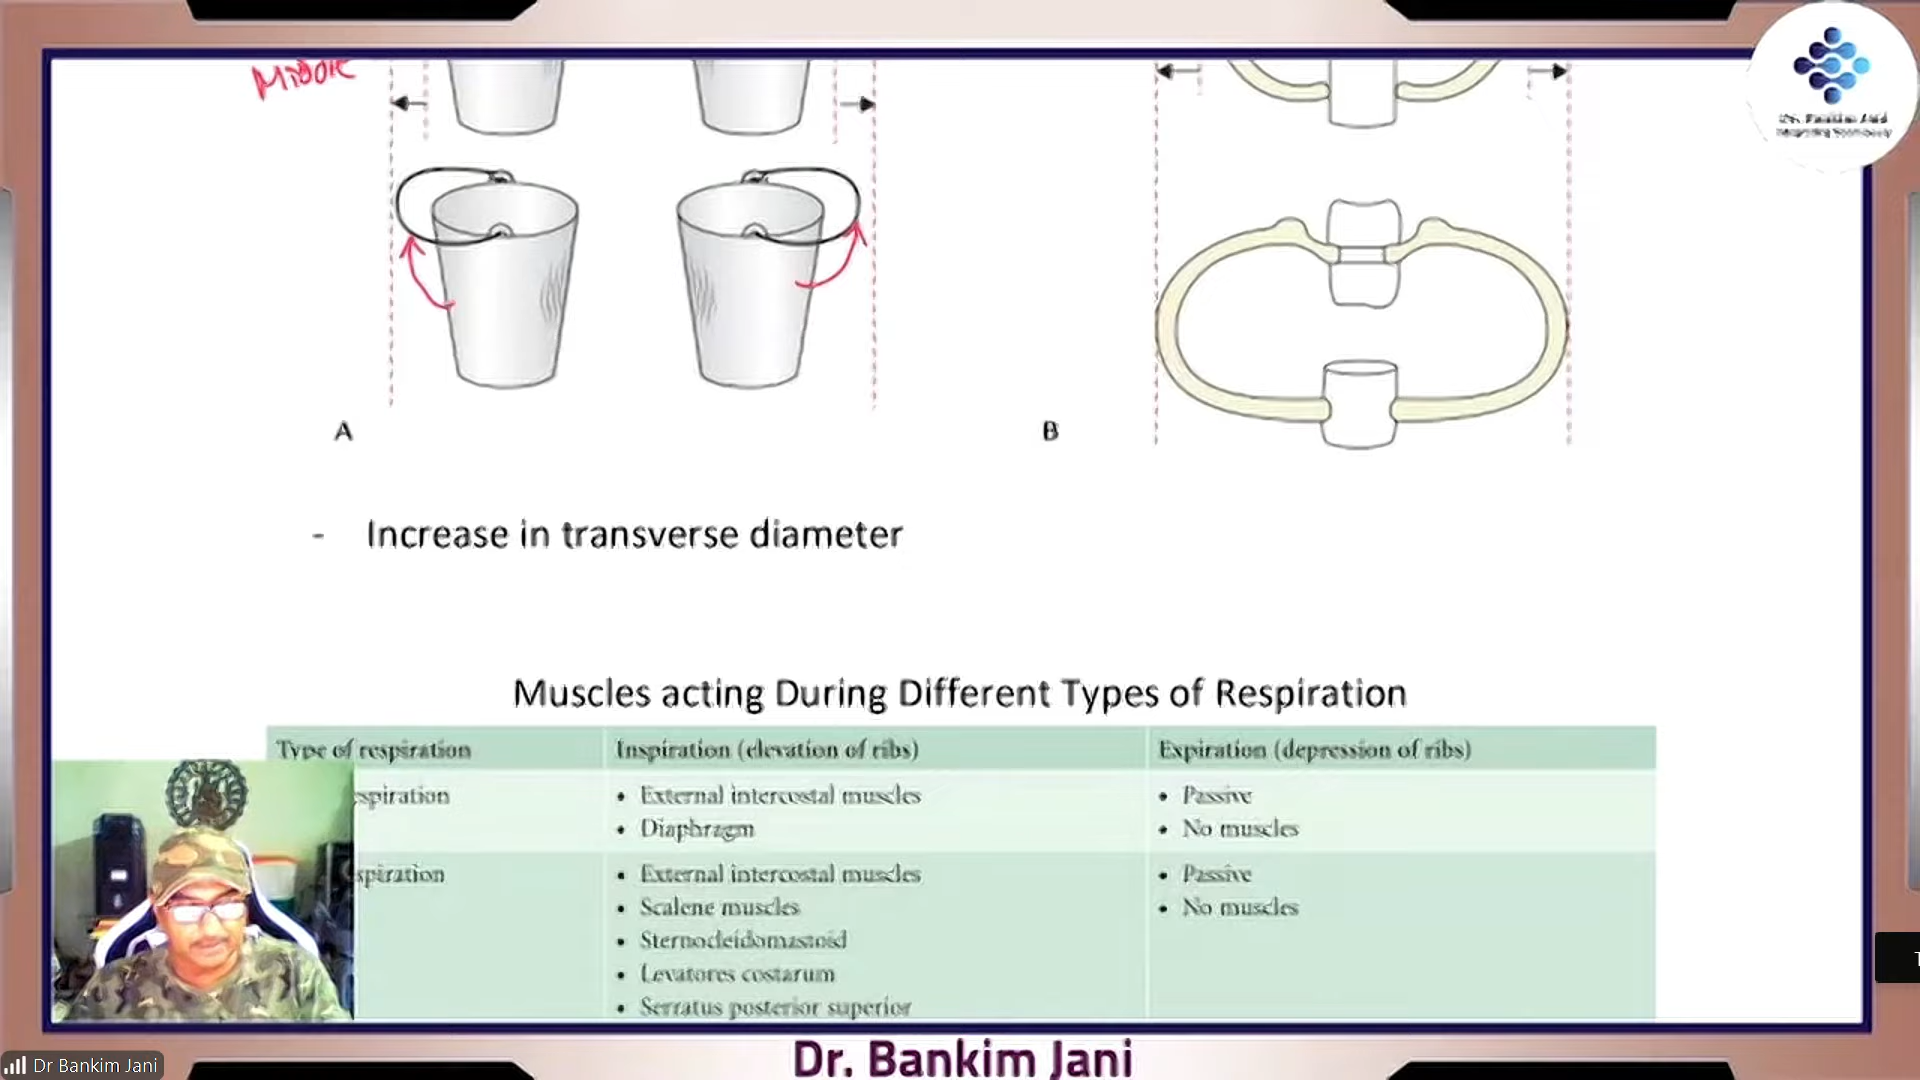 Middle
A
B
- Increase in transverse diameter
Muscles acting During Different Types of Respiration
Type of respiration Inspiration (elevation of ribs) Expiration (depression of ribs)
spiration • External intercostal muscles • Passive
• Diaphragm • No muscles
spiration • External intercostal muscles • Passive
• Scalene muscles • No muscles
• Sternocleidomastoid
• Levatores costarum
• Serratus posterior superior
Dr Bankim Jani
Dr. Bankim Jani